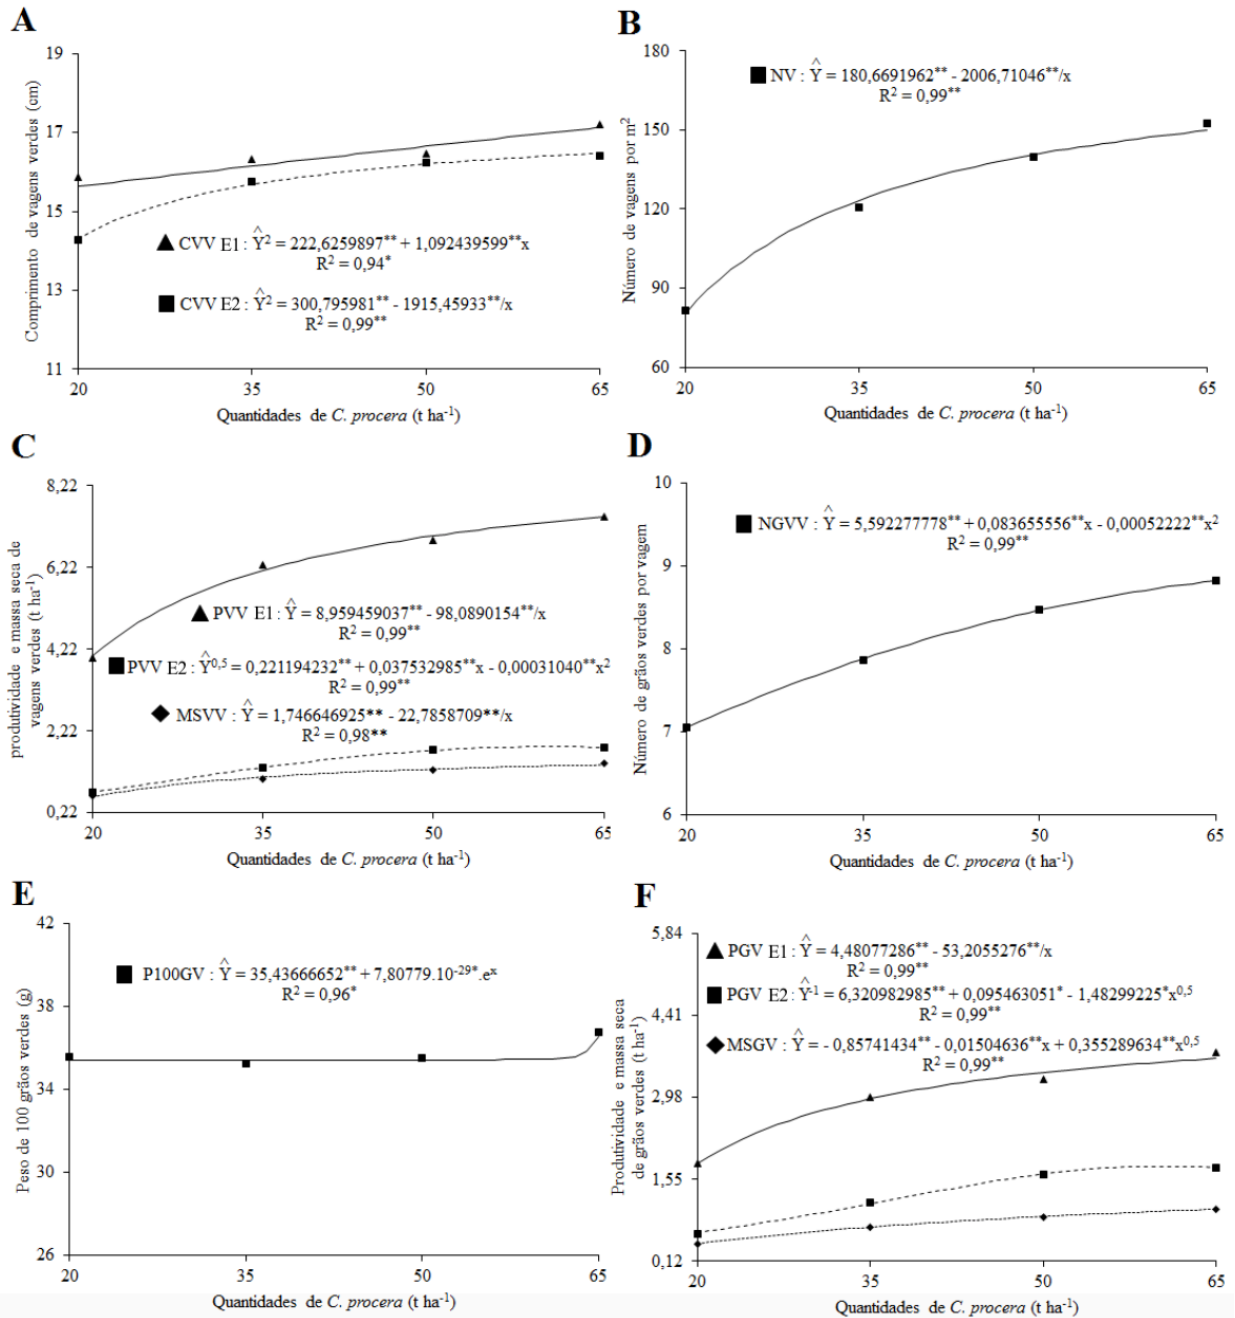 A
Comprimento de vagens verdes (cm)
19
17
15
13
11
▲ CVV E1 : Ŷ² = 222,6259897** + 1,092439599**x
R² = 0,94*
■ CVV E2 : Ŷ² = 300,795981** - 1915,45933**/x
R² = 0,99**
20 35 50 65
Quantidades de C. procera (t ha⁻¹)
B
Número de vagens por m²
180
150
120
90
60
■ NV : Ŷ = 180,6691962** - 2006,71046**/x
R² = 0,99**
20 35 50 65
Quantidades de C. procera (t ha⁻¹)
C
produtividade e massa seca de
vagens verdes (t ha⁻¹)
8,22
6,22
4,22
2,22
0,22
▲ PVV E1 : Ŷ = 8,959459037** - 98,0890154**/x
R² = 0,99**
■ PVV E2 : Ŷ⁰,⁵ = 0,221194232** + 0,037532985**x - 0,00031040**x²
R² = 0,99**
◆ MSVV : Ŷ = 1,746646925** - 22,7858709**/x
R² = 0,98**
20 35 50 65
Quantidades de C. procera (t ha⁻¹)
D
Número de grãos verdes por vagem
10
9
8
7
6
■ NGVV : Ŷ = 5,592277778** + 0,083655556**x - 0,00052222**x²
R² = 0,99**
20 35 50 65
Quantidades de C. procera (t ha⁻¹)
E
Peso de 100 grãos verdes (g)
42
38
34
30
26
■ P100GV : Ŷ = 35,43666652** + 7,80779.10⁻²⁹*.eˣ
R² = 0,96*
20 35 50 65
Quantidades de C. procera (t ha⁻¹)
F
Produtividade e massa seca
de grãos verdes (t ha⁻¹)
5,84
4,41
2,98
1,55
0,12
▲ PGV E1 : Ŷ = 4,48077286** - 53,2055276**/x
R² = 0,99**
■ PGV E2 : Ŷ⁻¹ = 6,320982985** + 0,095463051* - 1,48299225*x⁰,⁵
R² = 0,99**
◆ MSGV : Ŷ = - 0,85741434** - 0,01504636**x + 0,355289634**x⁰,⁵
R² = 0,99**
20 35 50 65
Quantidades de C. procera (t ha⁻¹)